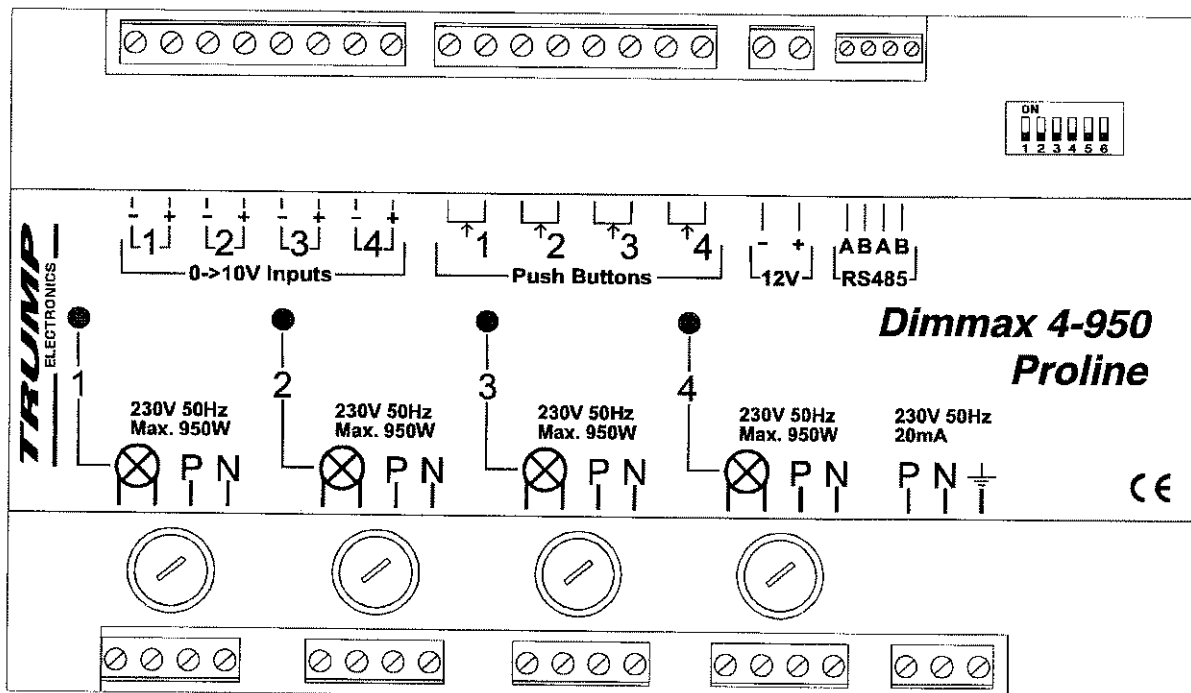 ON
1 2 3 4 5 6
- + - + - + - +
1 2 3 4
0->10V Inputs
1 2 3 4
Push Buttons
- +
12V
A B A B
RS485
TRUMP
ELECTRONICS
Dimmax 4-950
Proline
1
230V 50Hz
Max. 950W
P N
2
230V 50Hz
Max. 950W
P N
3
230V 50Hz
Max. 950W
P N
4
230V 50Hz
Max. 950W
P N
230V 50Hz
20mA
P N
CE